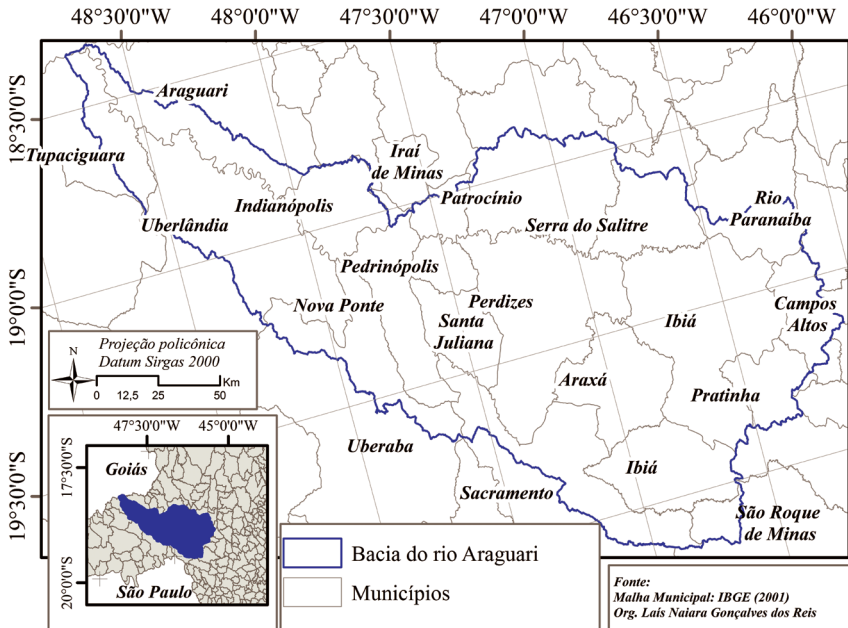 48°30'0"W 48°0'0"W 47°30'0"W 47°0'0"W 46°30'0"W 46°0'0"W
18°30'0"S
19°0'0"S
19°30'0"S
Araguari
Tupaciguara
Iraí
de Minas
Indianópolis
Patrocínio
Rio
Paranaíba
Uberlândia
Serra do Salitre
Pedrinópolis
Nova Ponte
Perdizes
Santa
Juliana
Ibiá
Campos
Altos
Araxá
Pratinha
Uberaba
Ibiá
Sacramento
São Roque
de Minas
Projeção policônica
Datum Sirgas 2000
N
0 12,5 25 50 Km
47°30'0"W 45°0'0"W
17°30'0"S
20°0'0"S
Goiás
São Paulo
Bacia do rio Araguari
Municípios
Fonte:
Malha Municipal: IBGE (2001)
Org. Laís Naiara Gonçalves dos Reis